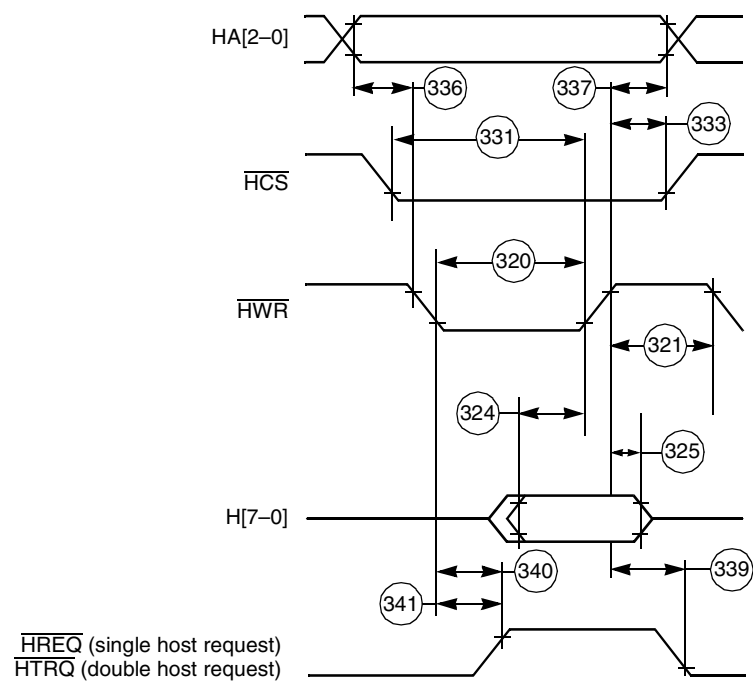 HA[2–0]
336
337
333
331
HCS
320
HWR
321
324
325
H[7–0]
340
339
341
HREQ (single host request)
HTRQ (double host request)